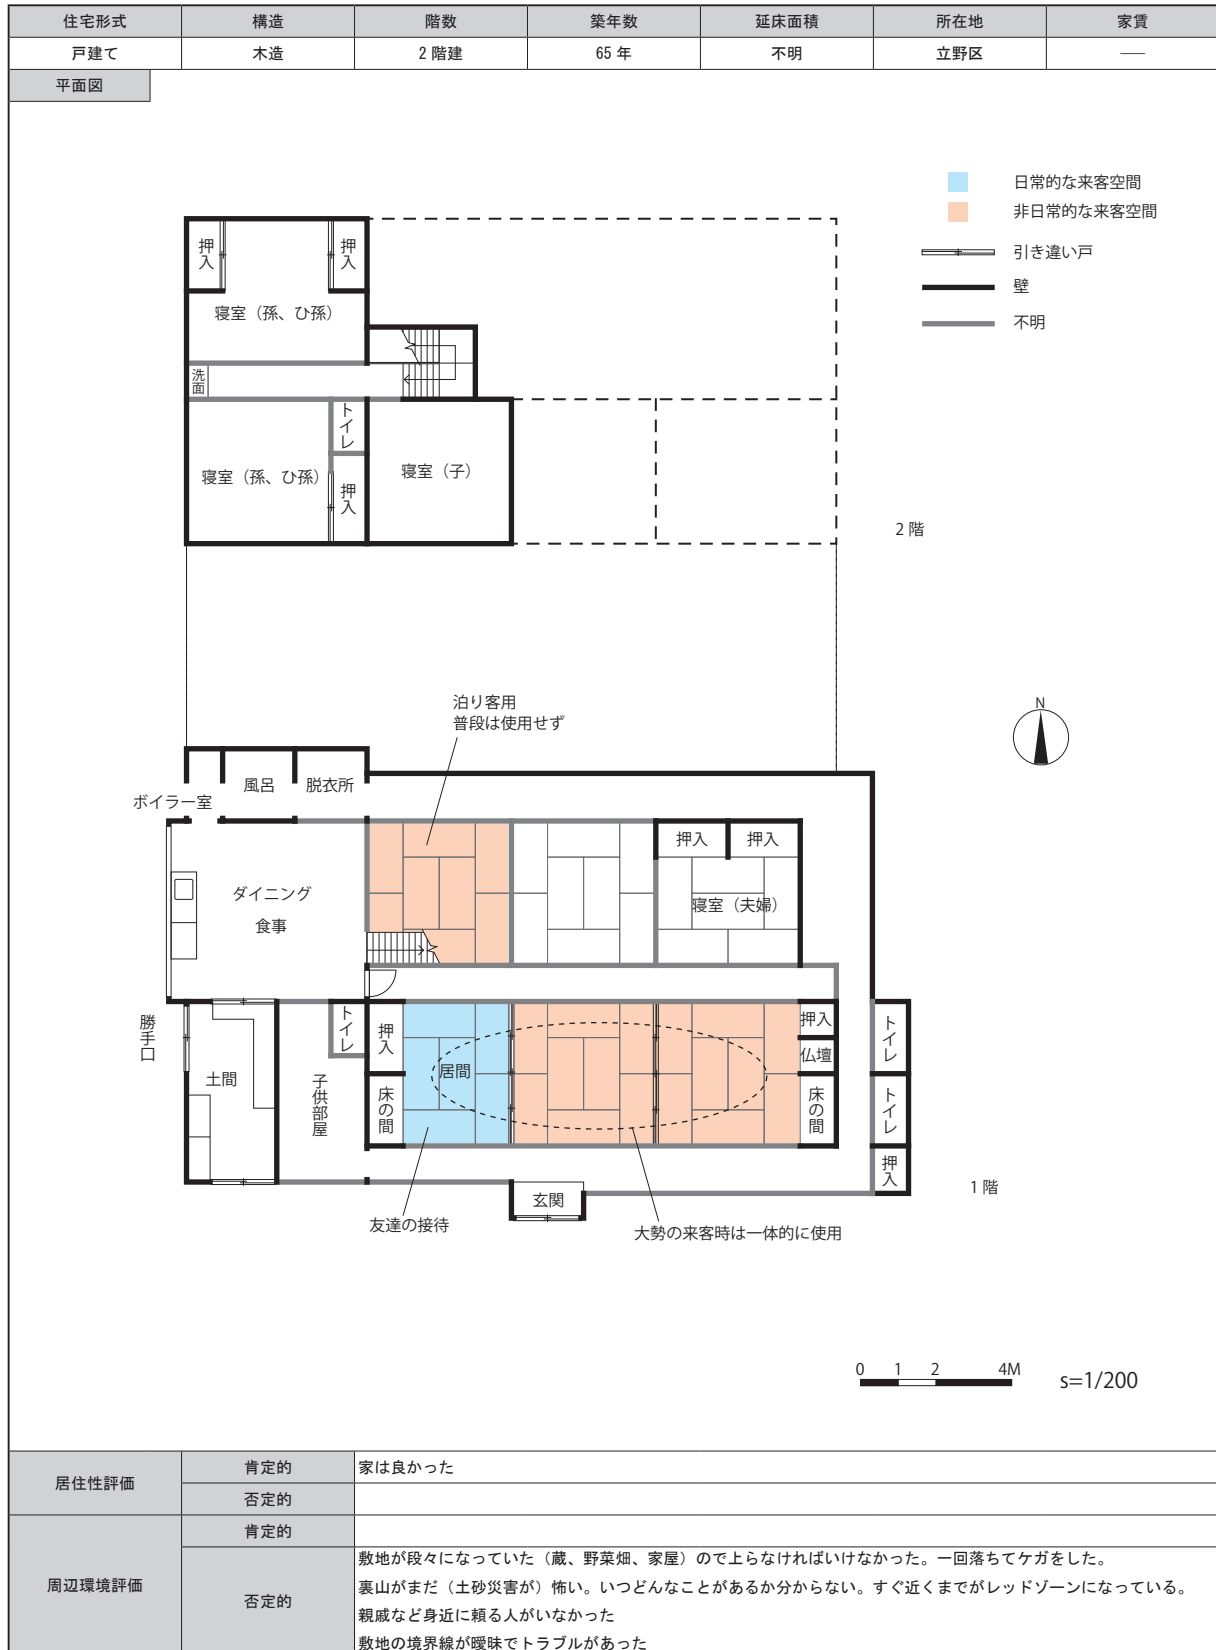 住宅形式 構造 階数 築年数 延床面積 所在地 家賃
戸建て 木造 2 階建 65 年 不明 立野区 ―
平面図
日常的な来客空間
非日常的な来客空間
引き違い戸
壁
不明
押入
押入
寝室（孫、ひ孫）
洗面
トイレ
寝室（孫、ひ孫）
押入
寝室（子）
2 階
泊り客用
普段は使用せず
N
ボイラー室
風呂
脱衣所
押入
押入
ダイニング
食事
寝室（夫婦）
勝手口
土間
トイレ
子供部屋
押入
床の間
居間
押入
仏壇
床の間
トイレ
トイレ
押入
玄関
1 階
友達の接待
大勢の来客時は一体的に使用
0 1 2 4M
s=1/200
居住性評価
肯定的 家は良かった
否定的
周辺環境評価
肯定的
否定的
敷地が段々になっていた（蔵、野菜畑、家屋）ので上らなければいけなかった。一回落ちてケガをした。
裏山がまだ（土砂災害が）怖い。いつどんなことがあるか分からない。すぐ近くまでがレッドゾーンになっている。
親戚など身近に頼る人がいなかった
敷地の境界線が曖昧でトラブルがあった